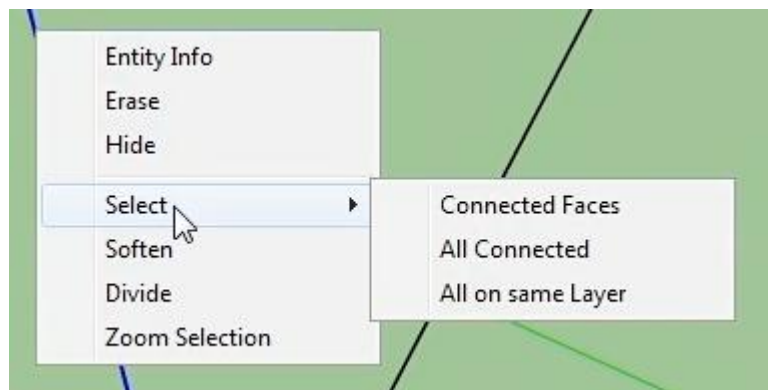 Entity Info
Erase
Hide
Select
Soften
Divide
Zoom Selection
Connected Faces
All Connected
All on same Layer